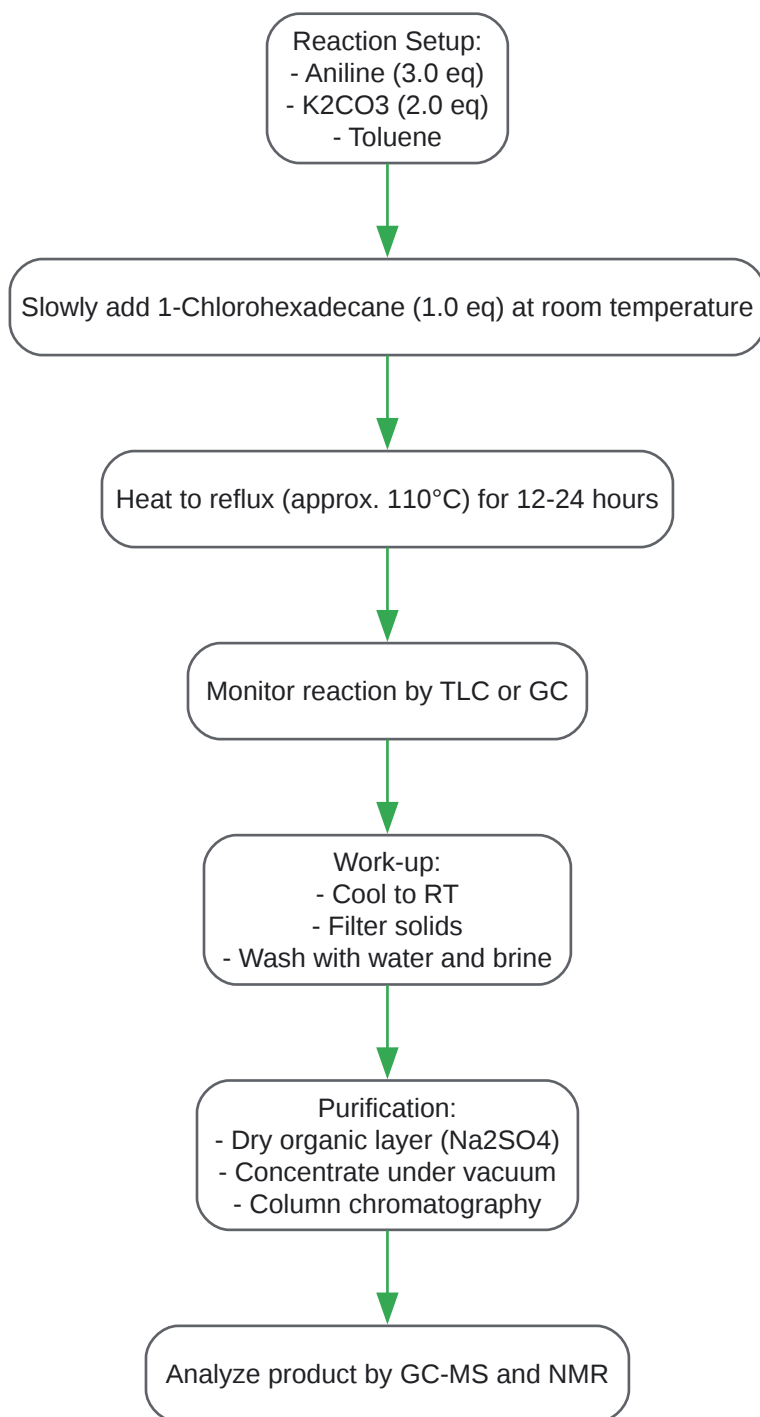 Reaction Setup:
- Aniline (3.0 eq)
- K2CO3 (2.0 eq)
- Toluene
Slowly add 1-Chlorohexadecane (1.0 eq) at room temperature
Heat to reflux (approx. 110°C) for 12-24 hours
Monitor reaction by TLC or GC
Work-up:
- Cool to RT
- Filter solids
- Wash with water and brine
Purification:
- Dry organic layer (Na2SO4)
- Concentrate under vacuum
- Column chromatography
Analyze product by GC-MS and NMR